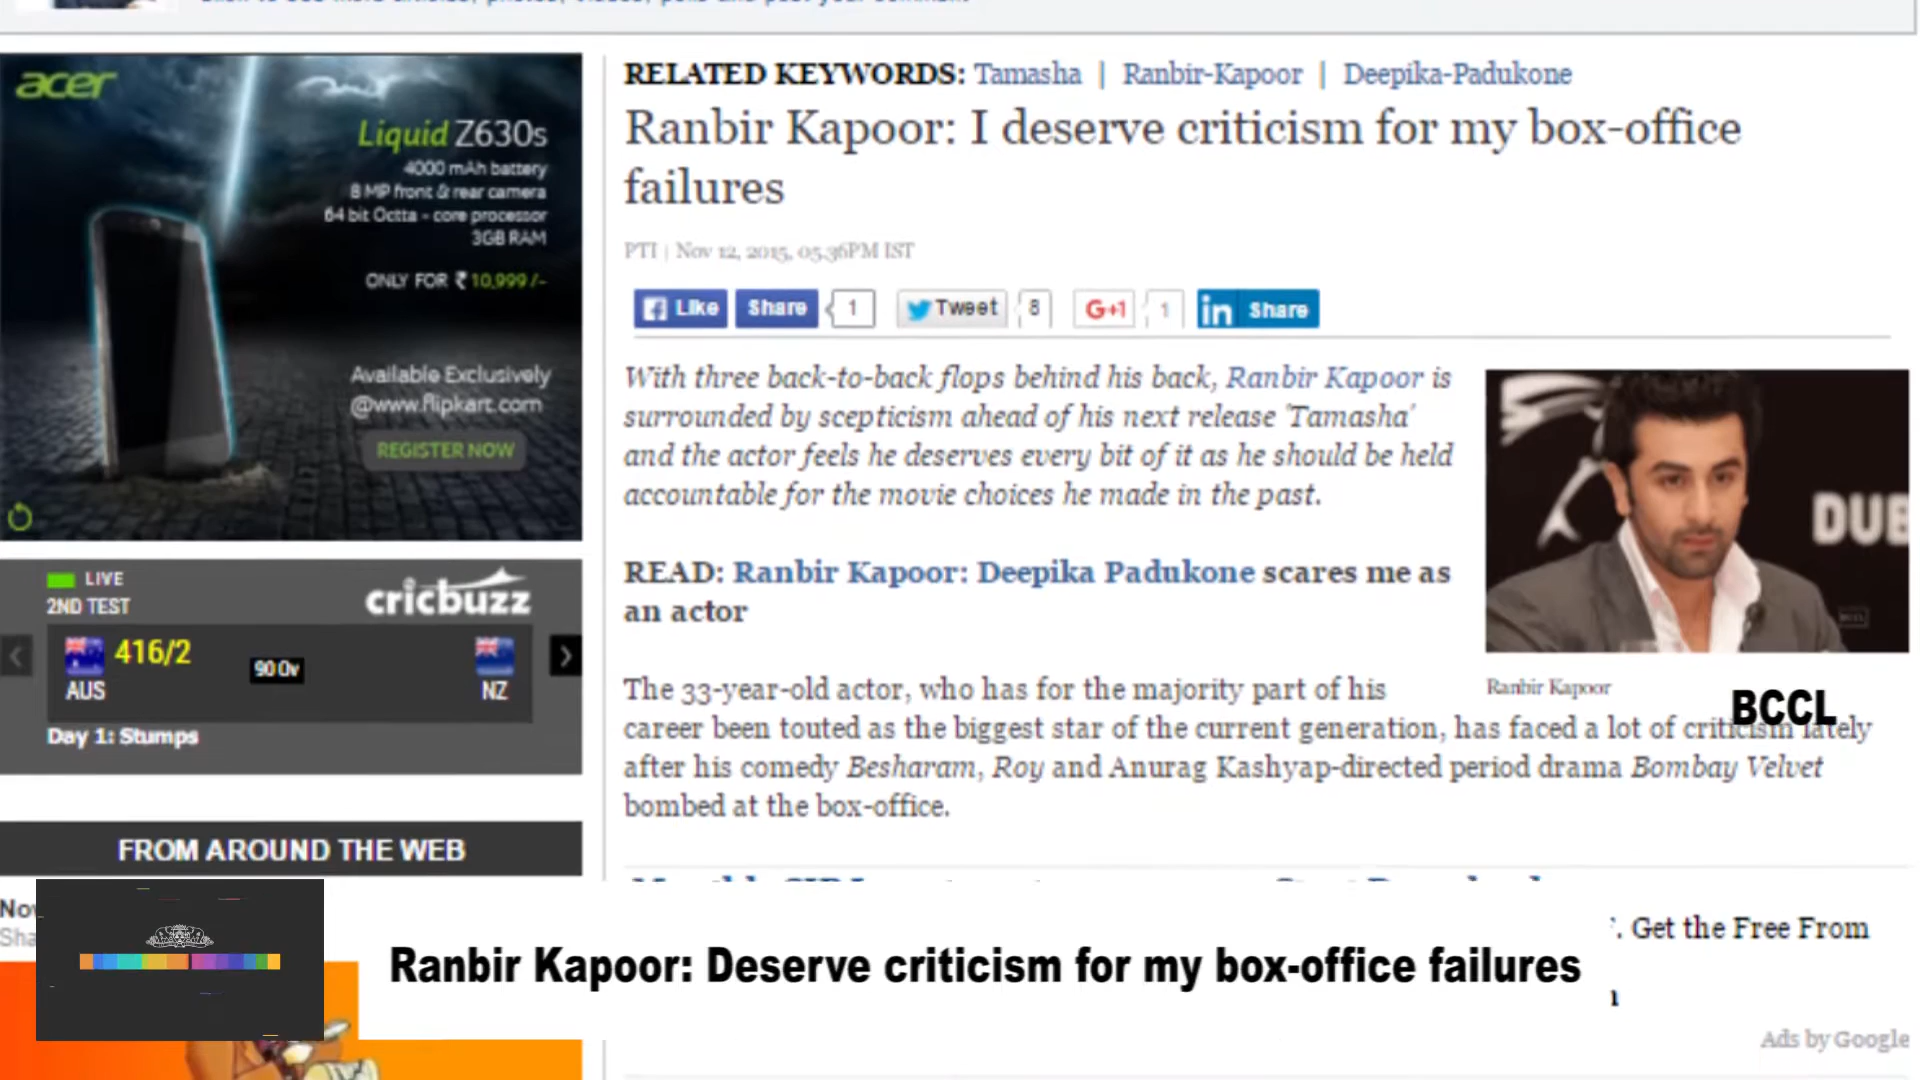 acer
Liquid Z630s
4000 mAh battery
8 MP front & rear camera
64 bit Octta - core processor
3GB RAM
ONLY FOR ₹ 10,999/-
Available Exclusively
@www.flipkart.com
REGISTER NOW
LIVE
2ND TEST
cricbuzz
416/2
90 Ov
AUS
NZ
Day 1: Stumps
FROM AROUND THE WEB
RELATED KEYWORDS: Tamasha | Ranbir-Kapoor | Deepika-Padukone
Ranbir Kapoor: I deserve criticism for my box-office
failures
PTI | Nov 12, 2015, 05.36PM IST
Like
Share
1
Tweet
8
G+1
1
in Share
With three back-to-back flops behind his back, Ranbir Kapoor is
surrounded by scepticism ahead of his next release 'Tamasha'
and the actor feels he deserves every bit of it as he should be held
accountable for the movie choices he made in the past.
DUB
READ: Ranbir Kapoor: Deepika Padukone scares me as
an actor
Ranbir Kapoor
BCCL
The 33-year-old actor, who has for the majority part of his
career been touted as the biggest star of the current generation, has faced a lot of criticism lately
after his comedy Besharam, Roy and Anurag Kashyap-directed period drama Bombay Velvet
bombed at the box-office.
. Get the Free From
Ranbir Kapoor: Deserve criticism for my box-office failures
Ads by Google